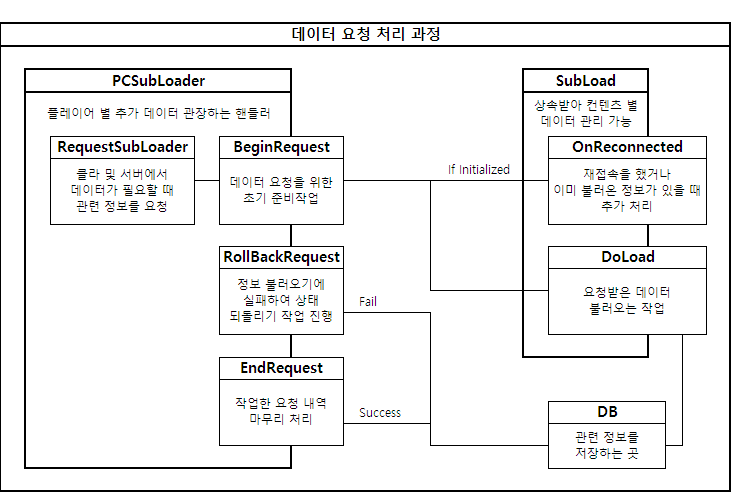 데이터 요청 처리 과정
PCSubLoader
플레이어 별 추가 데이터 관장하는 핸들러
RequestSubLoader
클라 및 서버에서
데이터가 필요할 때
관련 정보를 요청
BeginRequest
데이터 요청을 위한
초기 준비작업
RollBackRequest
정보 불러오기에
실패하여 상태
되돌리기 작업 진행
EndRequest
작업한 요청 내역
마무리 처리
If Initialized
Fail
Success
SubLoad
상속받아 컨텐츠 별
데이터 관리 가능
OnReconnected
재접속을 했거나
이미 불러온 정보가 있을 때
추가 처리
DoLoad
요청받은 데이터
불러오는 작업
DB
관련 정보를
저장하는 곳